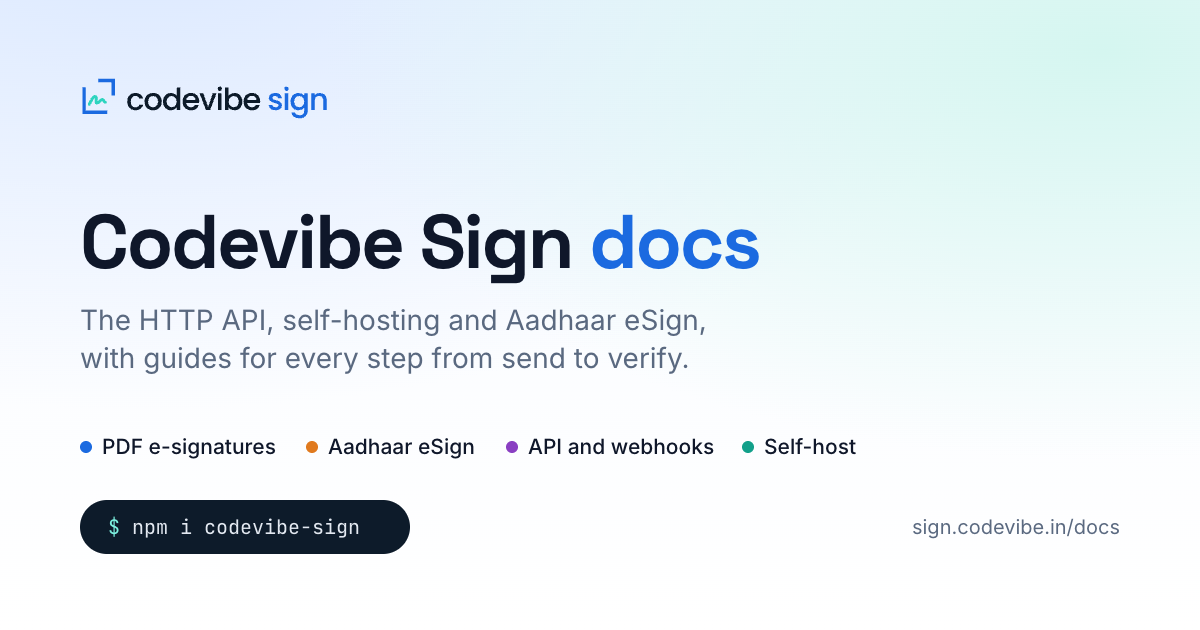 codevibe sign
Codevibe Sign docs
The HTTP API, self-hosting and Aadhaar eSign,
with guides for every step from send to verify.
PDF e-signatures Aadhaar eSign API and webhooks Self-host
$ npm i codevibe-sign
sign.codevibe.in/docs